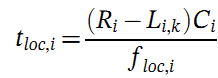 t_{loc,i} = \frac{(R_i - L_{i,k})C_i}{f_{loc,i}}